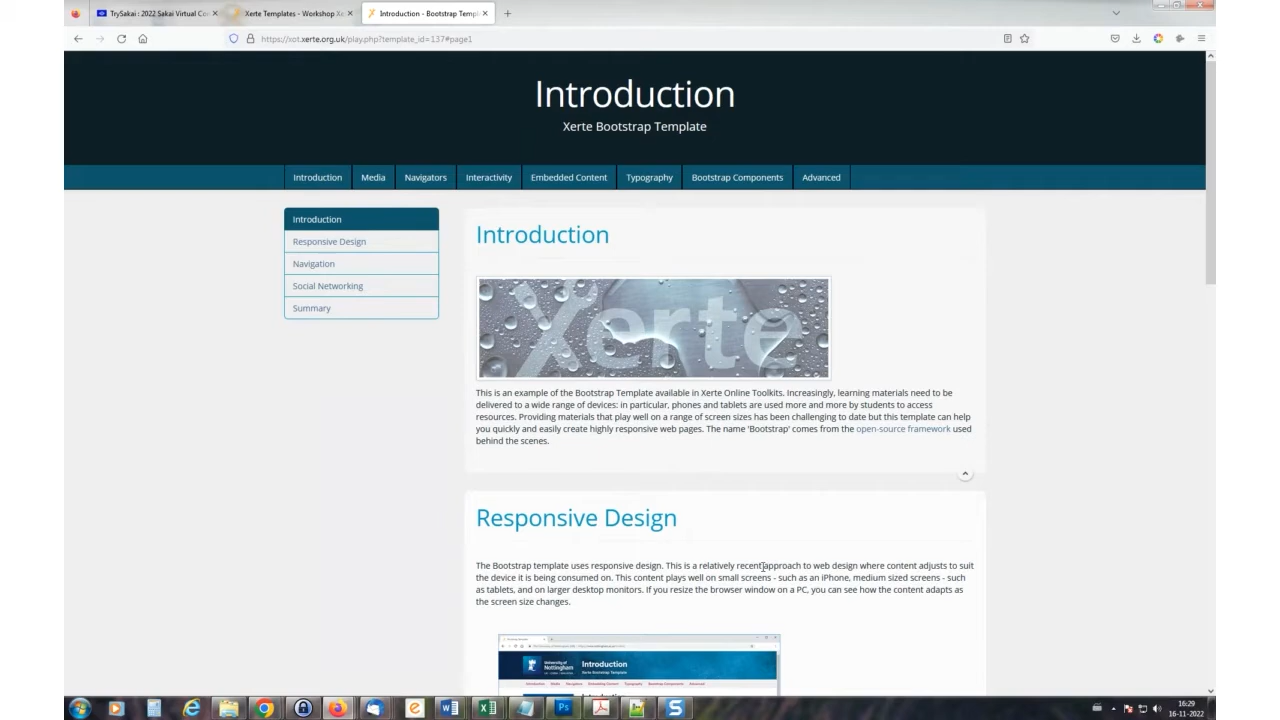 TrySakai : 2022 Sakai Virtual Co
Xerte Templates - Workshop Xe
Introduction - Bootstrap Templ
https://xot.xerte.org.uk/play.php?template_id=137#page1
Introduction
Xerte Bootstrap Template
Introduction Media Navigators Interactivity Embedded Content Typography Bootstrap Components Advanced
Introduction
Responsive Design
Navigation
Social Networking
Summary
Introduction
Xerte
This is an example of the Bootstrap Template available in Xerte Online Toolkits. Increasingly, learning materials need to be
delivered to a wide range of devices: in particular, phones and tablets are used more and more by students to access
resources. Providing materials that play well on a range of screen sizes has been challenging to date but this template can help
you quickly and easily create highly responsive web pages. The name 'Bootstrap' comes from the open-source framework used
behind the scenes.
Responsive Design
The Bootstrap template uses responsive design. This is a relatively recent approach to web design where content adjusts to suit
the device it is being consumed on. This content plays well on small screens - such as an iPhone, medium sized screens - such
as tablets, and on larger desktop monitors. If you resize the browser window on a PC, you can see how the content adapts as
the screen size changes.
University of
Nottingham
Introduction
Xerte Bootstrap Template
16:29
16-11-2022